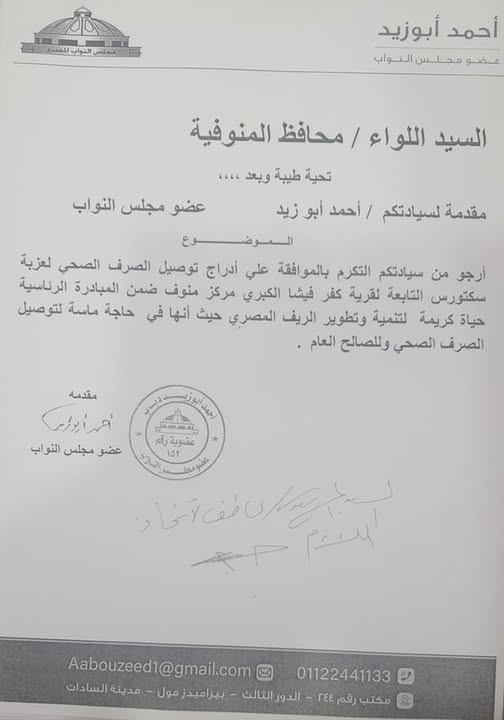 أحمد أبوزيد
عضو مجلس النواب
مجلس النواب المصري
السيد اللواء / محافظ المنوفية
تحية طيبة وبعد ,,,,
مقدمة لسيادتكم / أحمد أبو زيد عضو مجلس النواب
الموضوع
أرجو من سيادتكم التكرم بالموافقة علي أدراج توصيل الصرف الصحي لعزبة
سكتورس التابعة لقرية كفر فيشا الكبري مركز منوف ضمن المبادرة الرئاسية
حياة كريمة لتنمية وتطوير الريف المصري حيث أنها في حاجة ماسة لتوصيل
الصرف الصحي وللصالح العام .
مقدمه
أحمد أبوزيد
عضو مجلس النواب
أحمد أبوزيد
عضوية رقم
١٥٢
عضو مجلس النواب
السيد
01122441133 Aabouzeed1@gmail.com
مكتب رقم ٢٤٤ - الدور الثالث - بيراميدز مول - مدينة السادات